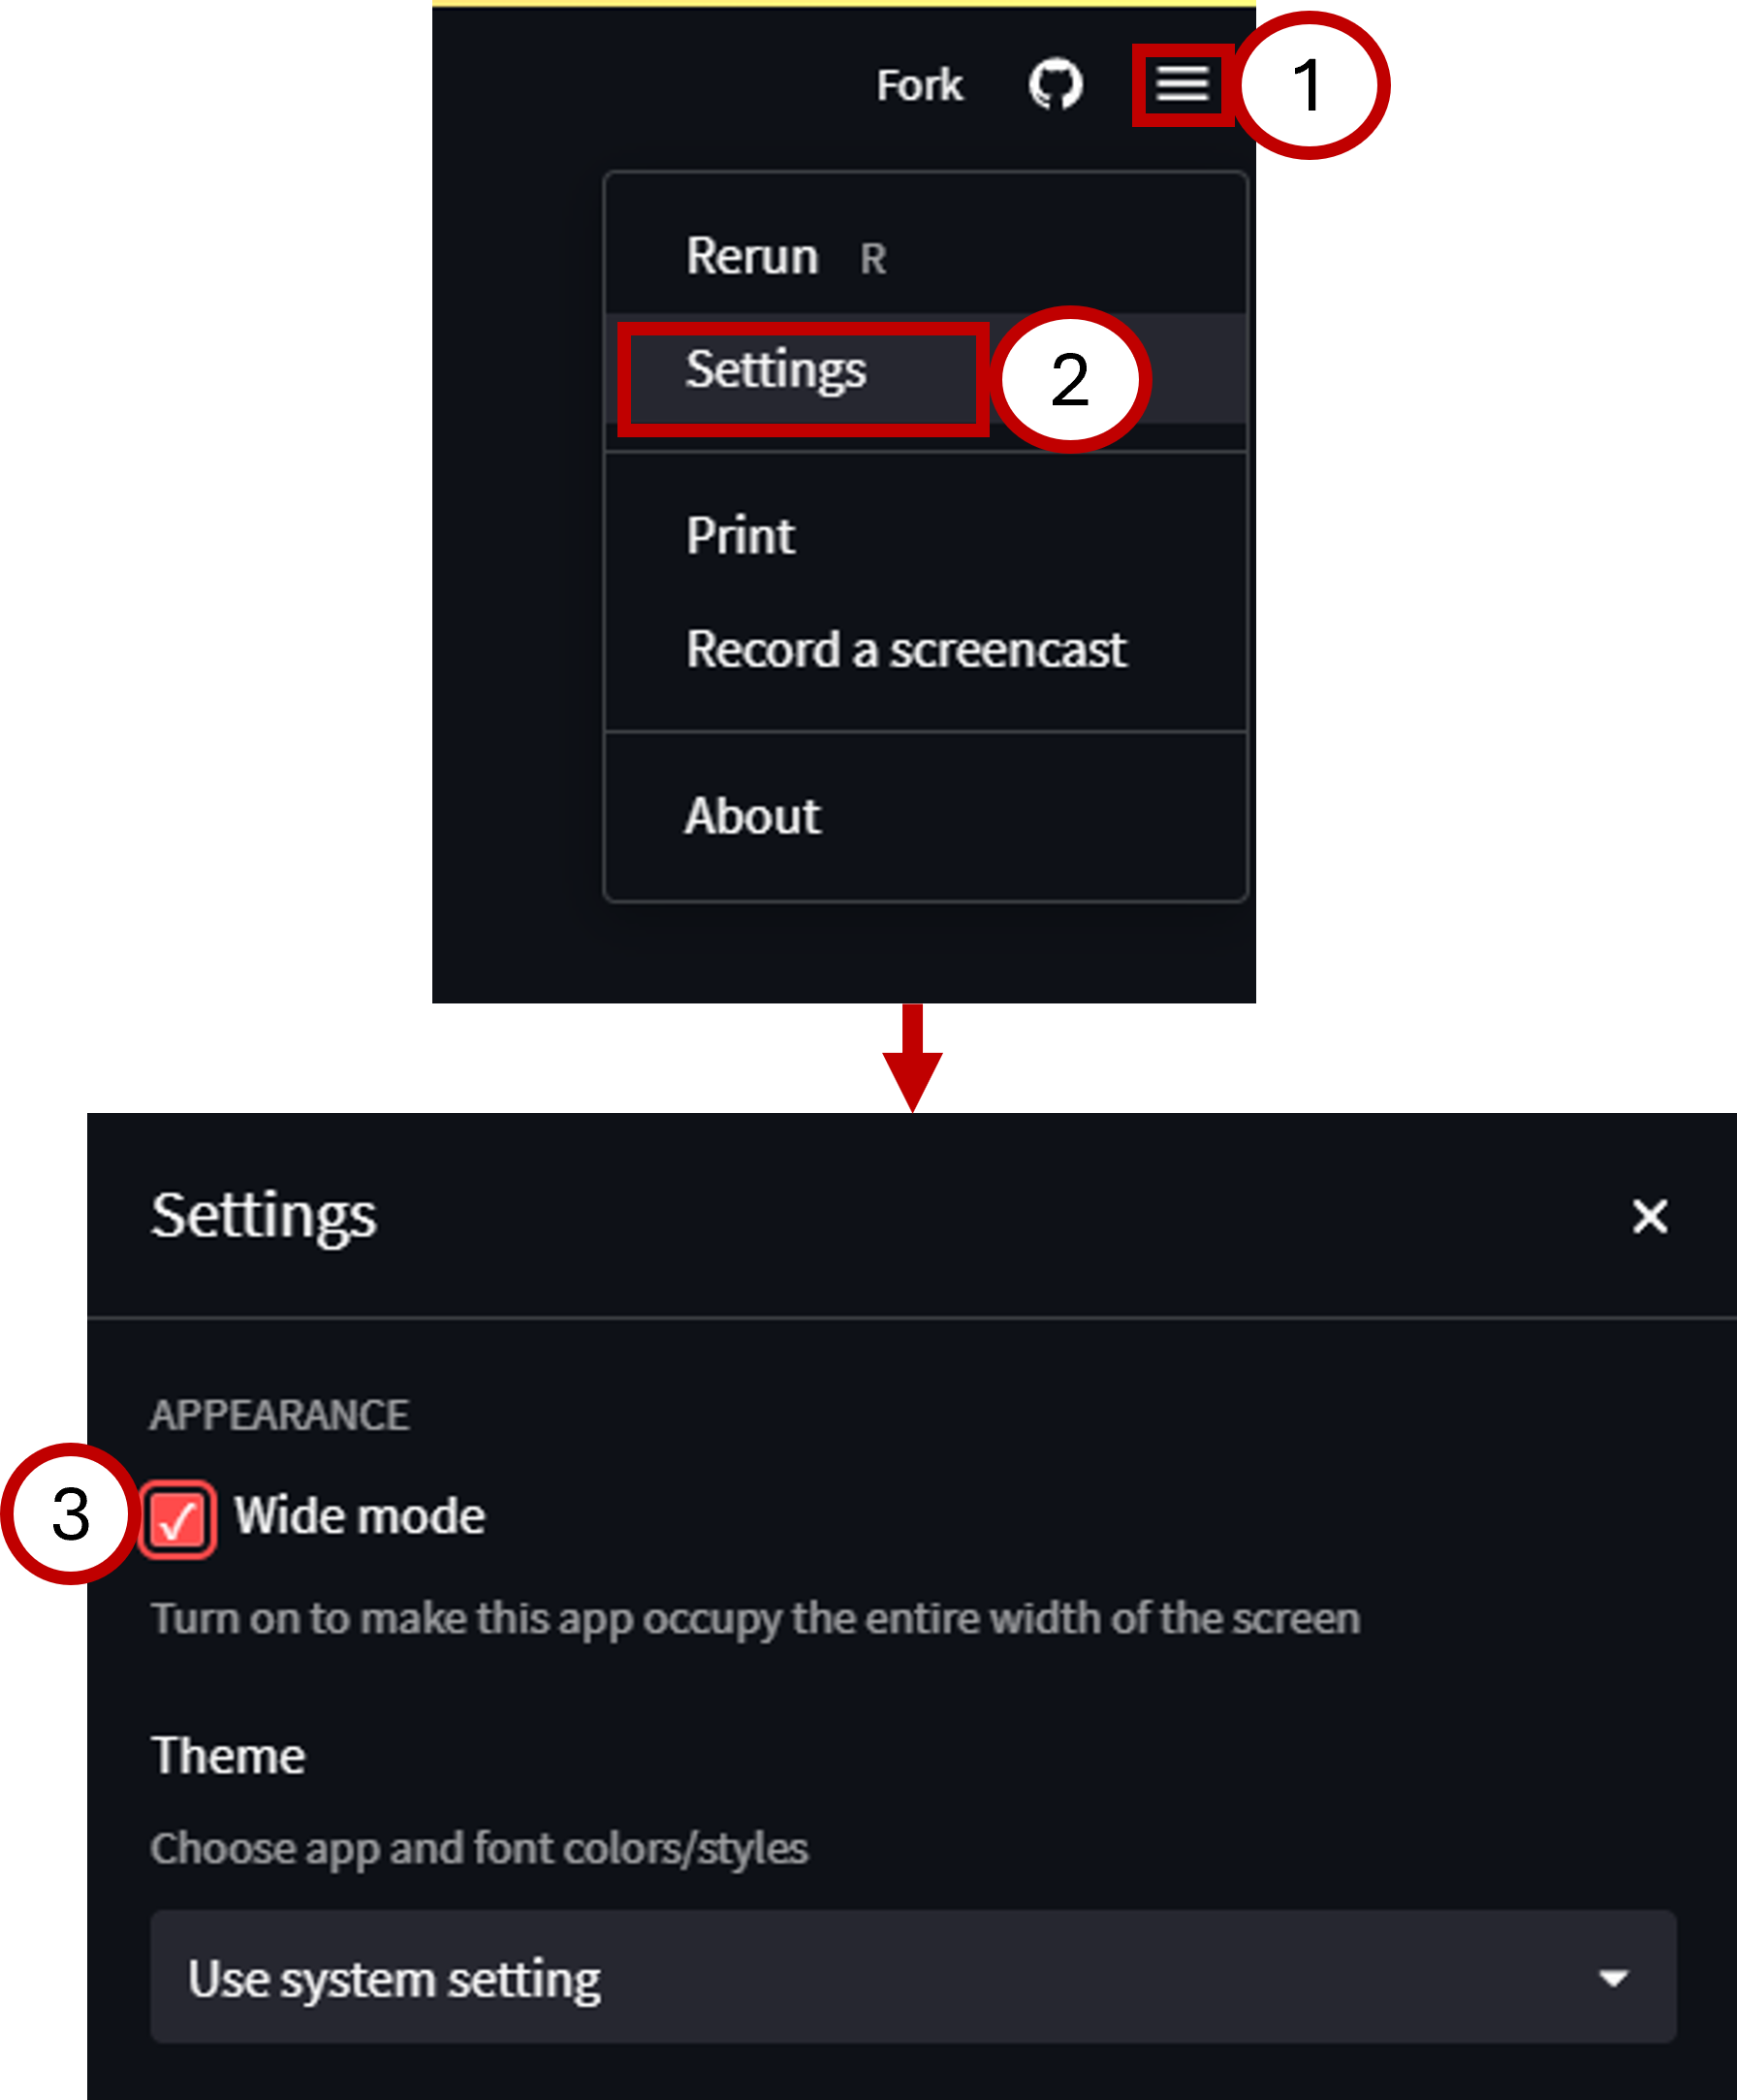 Fork
1
Rerun R
Settings
2
Print
Record a screencast
About
Settings
APPEARANCE
3
Wide mode
Turn on to make this app occupy the entire width of the screen
Theme
Choose app and font colors/styles
Use system setting